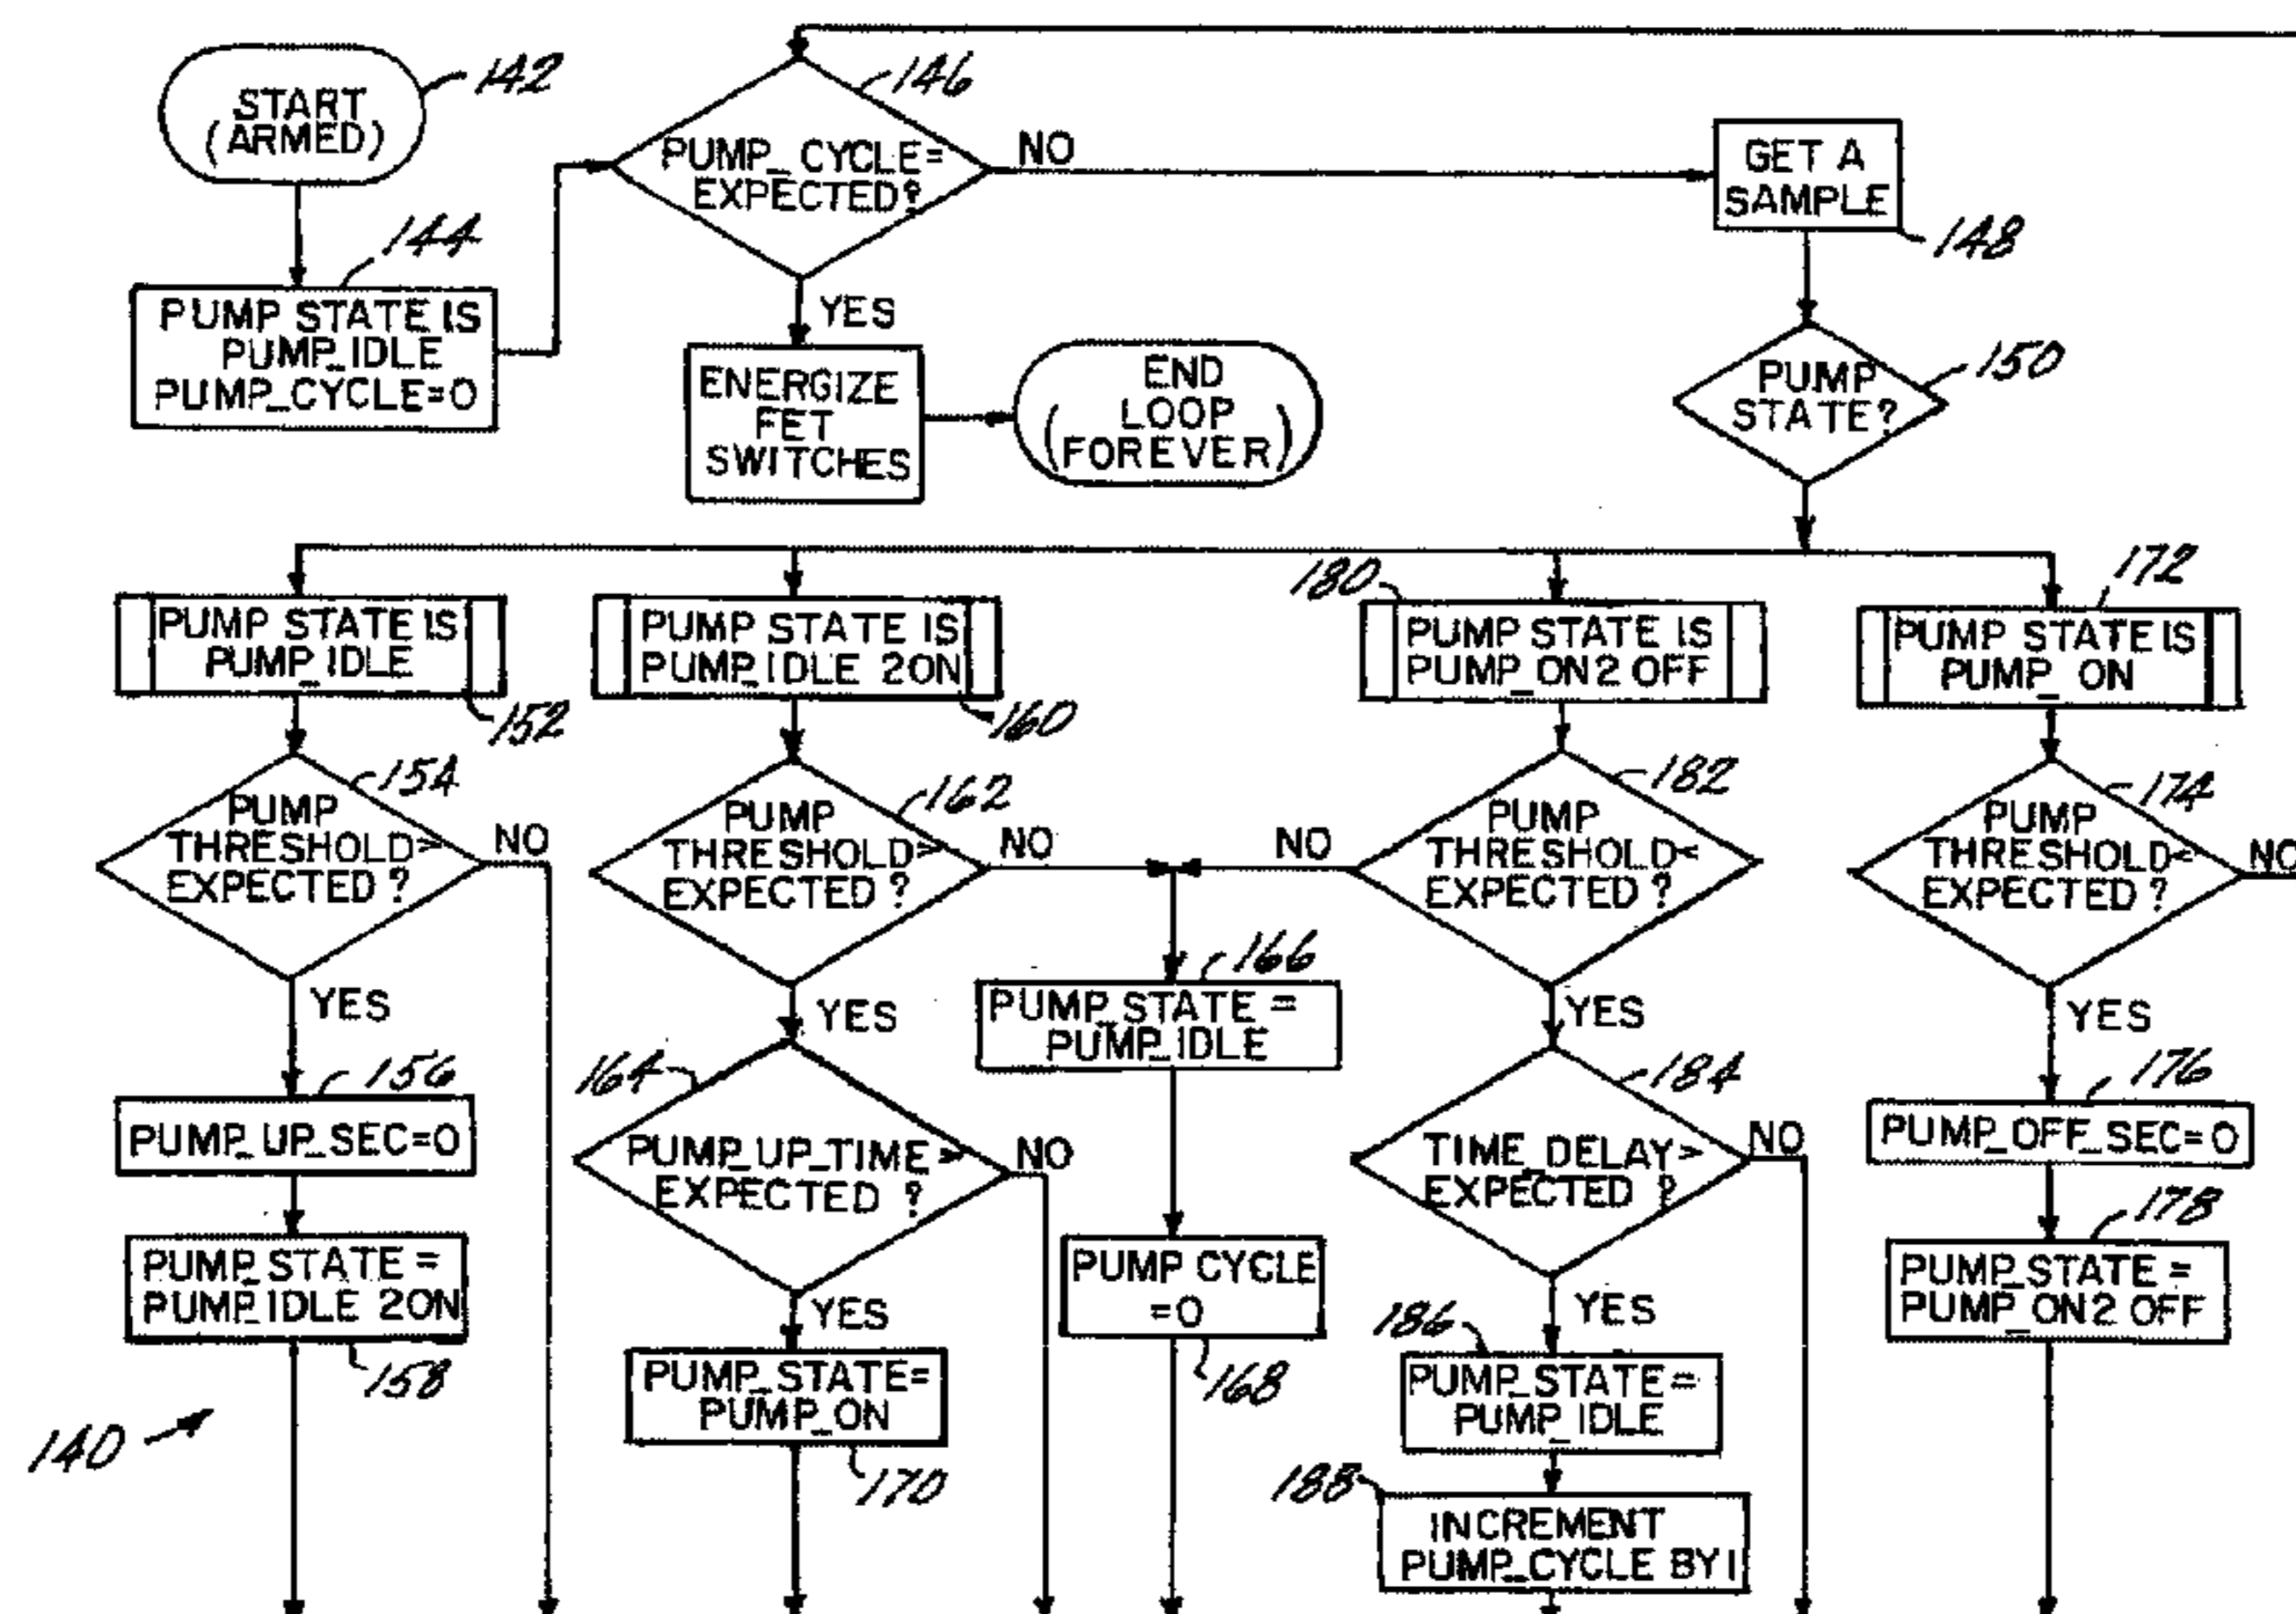 START
(ARMED)
142
144
PUMP STATE IS
PUMP_IDLE
PUMP_CYCLE=0
146
PUMP_CYCLE=
EXPECTED?
NO
YES
ENERGIZE
FET
SWITCHES
END
LOOP
(FOREVER)
GET A
SAMPLE
148
PUMP
STATE?
150
PUMP STATE IS
PUMP_IDLE
152
PUMP STATE IS
PUMP_IDLE 2ON
160
180
PUMP STATE IS
PUMP_ON2 OFF
172
PUMP STATE IS
PUMP_ON
154
PUMP
THRESHOLD>
EXPECTED?
NO
YES
162
PUMP
THRESHOLD>
EXPECTED?
NO
YES
182
PUMP
THRESHOLD<
EXPECTED?
NO
YES
174
PUMP
THRESHOLD<
EXPECTED?
NO
YES
156
PUMP_UP_SEC=0
PUMP_STATE=
PUMP_IDLE 2ON
158
164
PUMP_UP_TIME>
EXPECTED?
NO
YES
PUMP_STATE=
PUMP_ON
170
166
PUMP_STATE=
PUMP_IDLE
PUMP CYCLE
=0
168
184
TIME_DELAY>
EXPECTED?
NO
YES
186
PUMP_STATE=
PUMP_IDLE
188
INCREMENT
PUMP_CYCLE BY 1
176
PUMP_OFF_SEC=0
178
PUMP_STATE=
PUMP_ON2 OFF
140